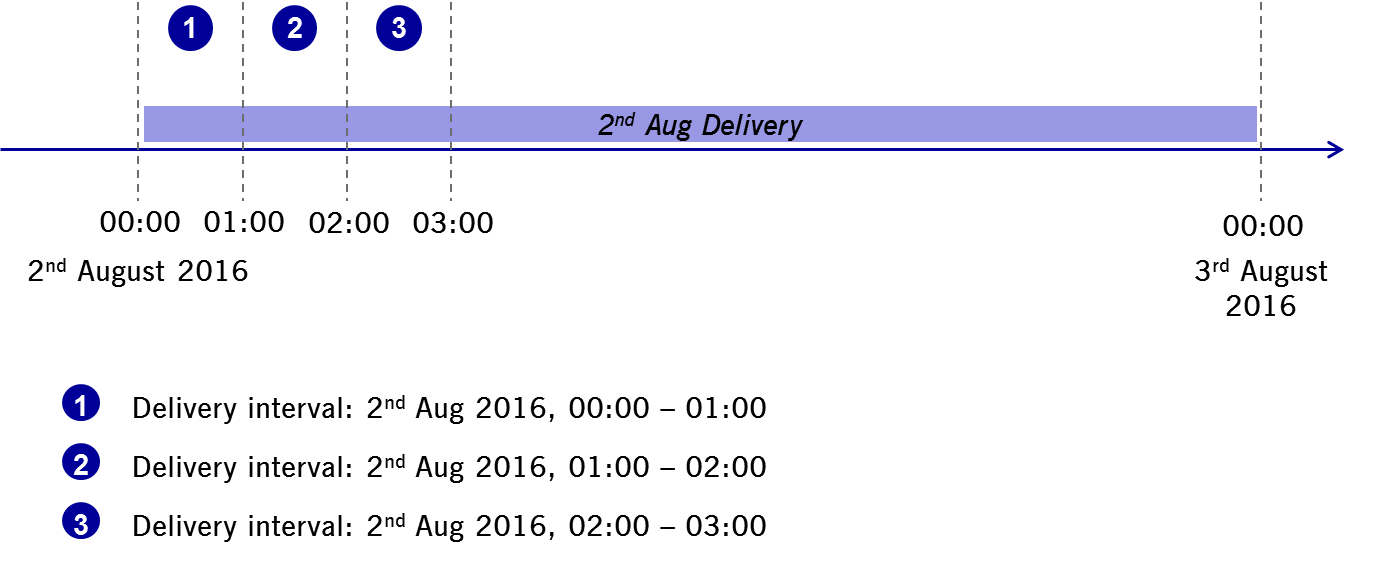 1 2 3
2nd Aug Delivery
00:00 01:00 02:00 03:00 00:00
2nd August 2016 3rd August
2016
1 Delivery interval: 2nd Aug 2016, 00:00 – 01:00
2 Delivery interval: 2nd Aug 2016, 01:00 – 02:00
3 Delivery interval: 2nd Aug 2016, 02:00 – 03:00